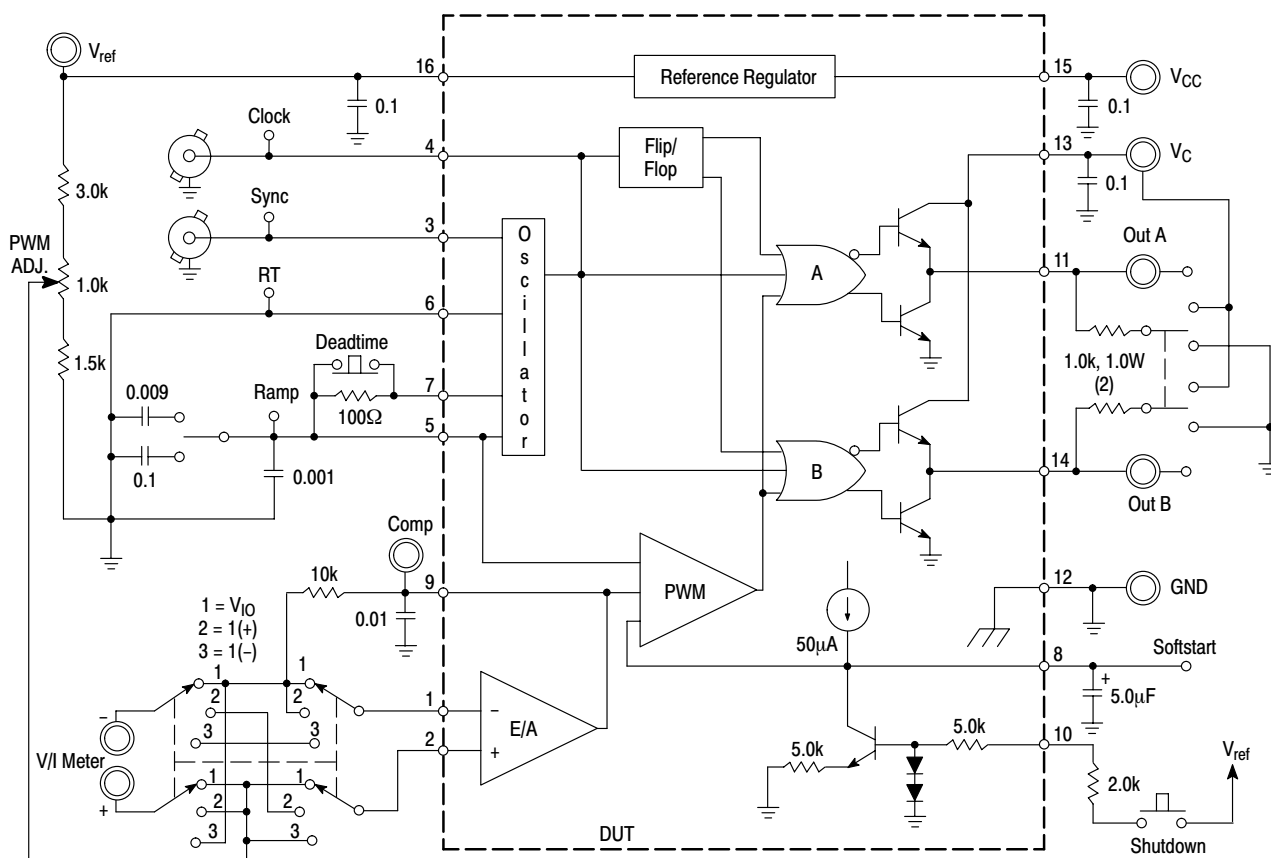 Vref
16
Reference Regulator
15
VCC
0.1
0.1
Clock
4
Flip/
Flop
13
VC
0.1
3.0k
Sync
3
PWM
ADJ.
1.0k
RT
6
Oscillator
A
11
Out A
1.5k
Deadtime
7
100Ω
1.0k, 1.0W
(2)
0.009
Ramp
5
0.1
0.001
B
14
Out B
Comp
10k
9
0.01
PWM
12
GND
1 = VIO
2 = 1(+)
3 = 1(−)
50μA
8
Softstart
+
5.0μF
1
1
2
2
3
3
1
−
E/A
2
+
−
V/I Meter
+
1
1
2
2
3
3
5.0k
5.0k
10
2.0k
Vref
Shutdown
DUT